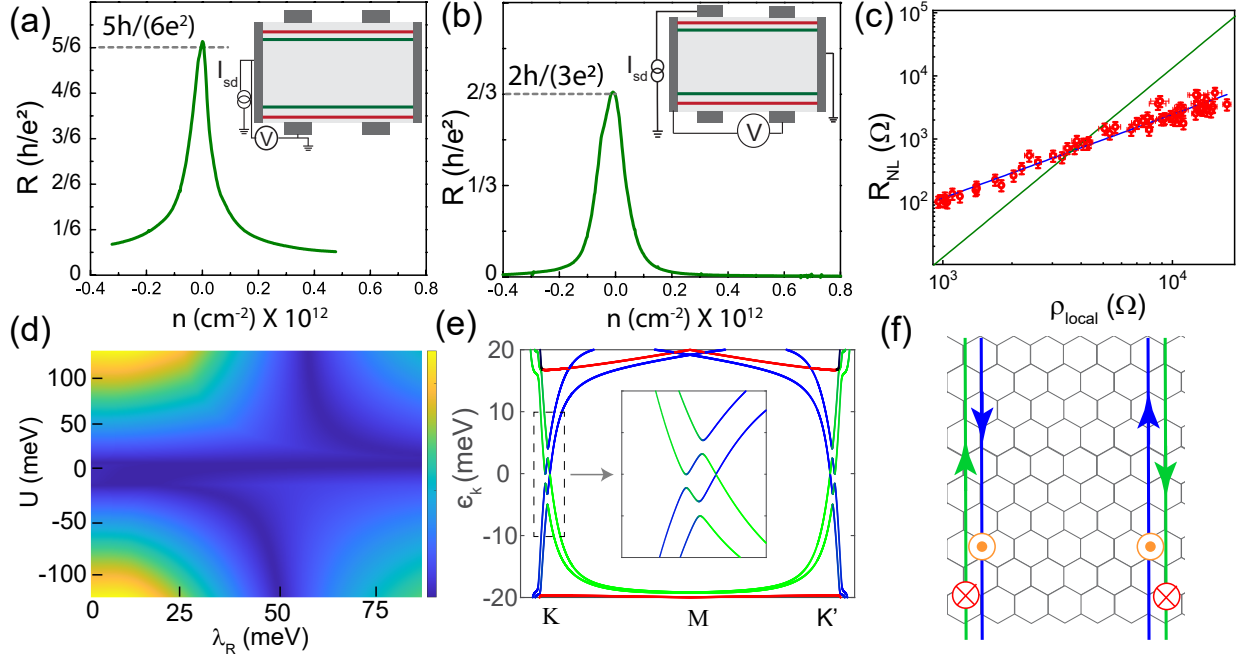 (a)
5h/(6e²)
5/6
4/6
3/6
2/6
1/6
0
R (h/e²)
-0.4 -0.2 0.0 0.2 0.4 0.6 0.8
n (cm⁻²) X 10¹²
I_sd
V
(b)
2h/(3e²)
2/3
1/3
0
R (h/e²)
-0.4 -0.2 0.0 0.2 0.4 0.6 0.8
n (cm⁻²) X 10¹²
I_sd
V
(c)
10⁵
10⁴
10³
10²
R_NL (Ω)
10³ 10⁴
ρ_local (Ω)
(d)
100
50
0
-50
-100
U (meV)
0 25 50 75
λ_R (meV)
(e)
20
10
0
-10
-20
ϵ_k (meV)
K M K'
(f)